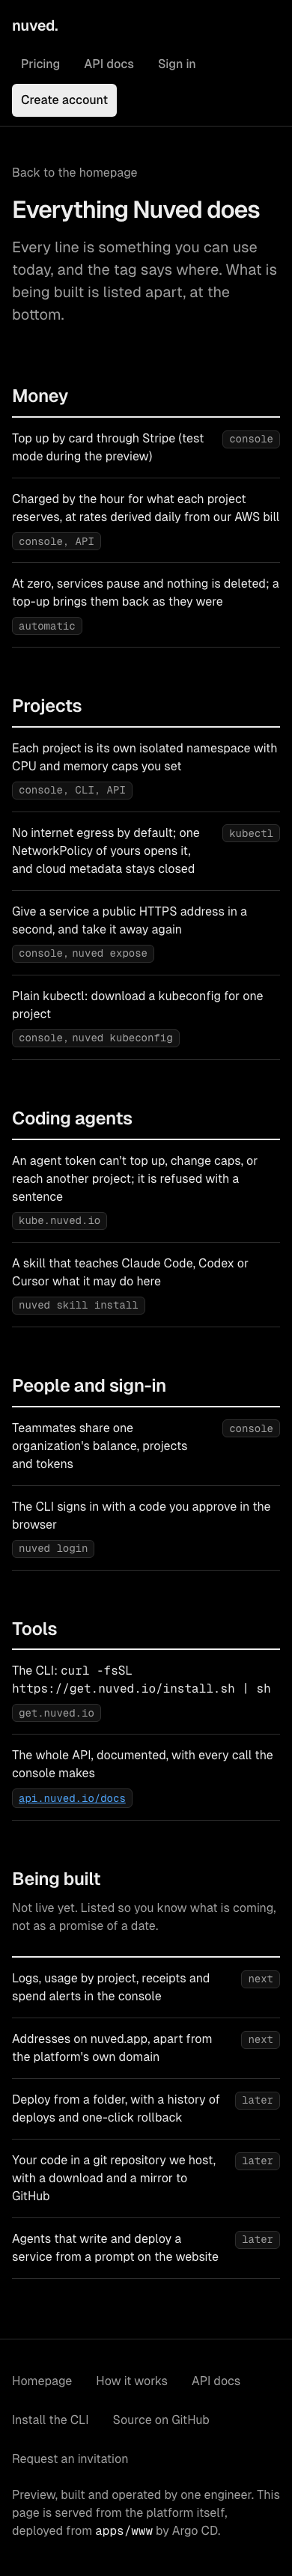 nuved.
Pricing
API docs
Sign in
Create account
Back to the homepage
Everything Nuved does
Every line is something you can use
today, and the tag says where. What is
being built is listed apart, at the
bottom.
Money
Top up by card through Stripe (test
mode during the preview)
console
Charged by the hour for what each project
reserves, at rates derived daily from our AWS bill
console, API
At zero, services pause and nothing is deleted; a
top-up brings them back as they were
automatic
Projects
Each project is its own isolated namespace with
CPU and memory caps you set
console, CLI, API
No internet egress by default; one
NetworkPolicy of yours opens it,
and cloud metadata stays closed
kubectl
Give a service a public HTTPS address in a
second, and take it away again
console, nuved expose
Plain kubectl: download a kubeconfig for one
project
console, nuved kubeconfig
Coding agents
An agent token can't top up, change caps, or
reach another project; it is refused with a
sentence
kube.nuved.io
A skill that teaches Claude Code, Codex or
Cursor what it may do here
nuved skill install
People and sign-in
Teammates share one
organization's balance, projects
and tokens
console
The CLI signs in with a code you approve in the
browser
nuved login
Tools
The CLI: curl -fsSL
https://get.nuved.io/install.sh | sh
get.nuved.io
The whole API, documented, with every call the
console makes
api.nuved.io/docs
Being built
Not live yet. Listed so you know what is coming,
not as a promise of a date.
Logs, usage by project, receipts and
spend alerts in the console
next
Addresses on nuved.app, apart from
the platform's own domain
next
Deploy from a folder, with a history of
deploys and one-click rollback
later
Your code in a git repository we host,
with a download and a mirror to
GitHub
later
Agents that write and deploy a
service from a prompt on the website
later
Homepage
How it works
API docs
Install the CLI
Source on GitHub
Request an invitation
Preview, built and operated by one engineer. This
page is served from the platform itself,
deployed from apps/www by Argo CD.